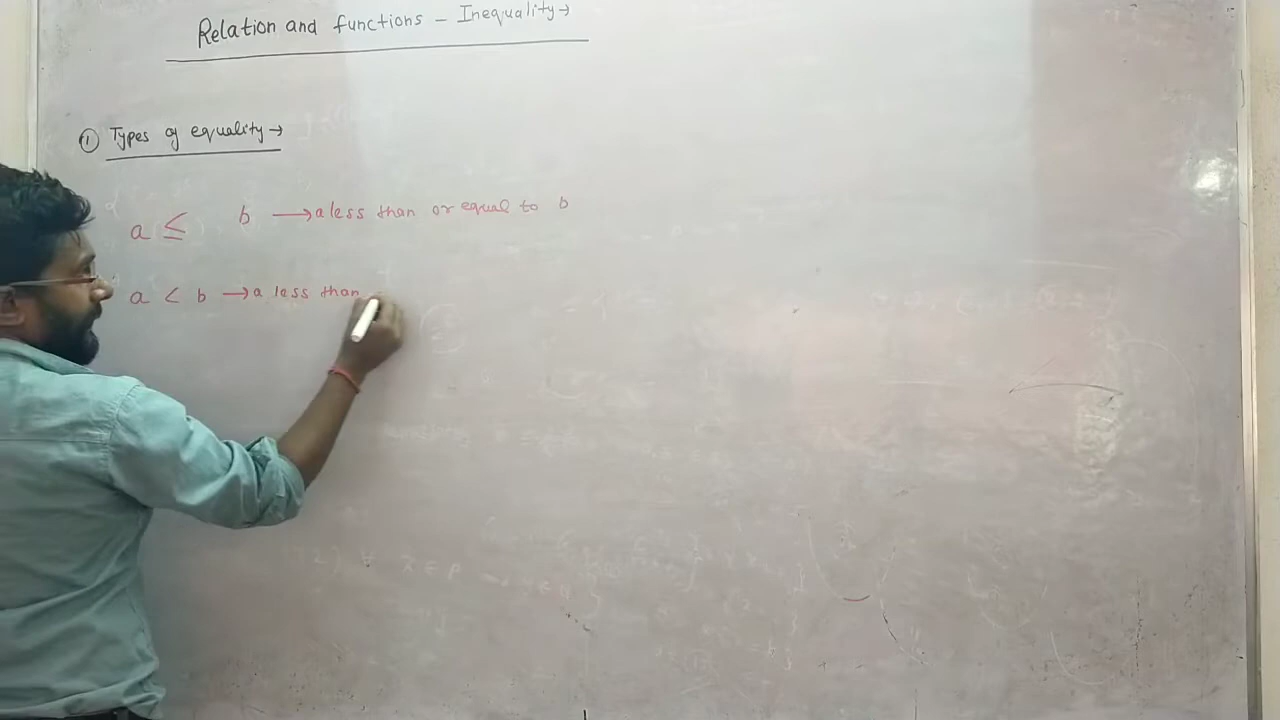 Relation and functions - Inequality →
① Types of equality →
a ≤ b → a less than or equal to b
a < b → a less than